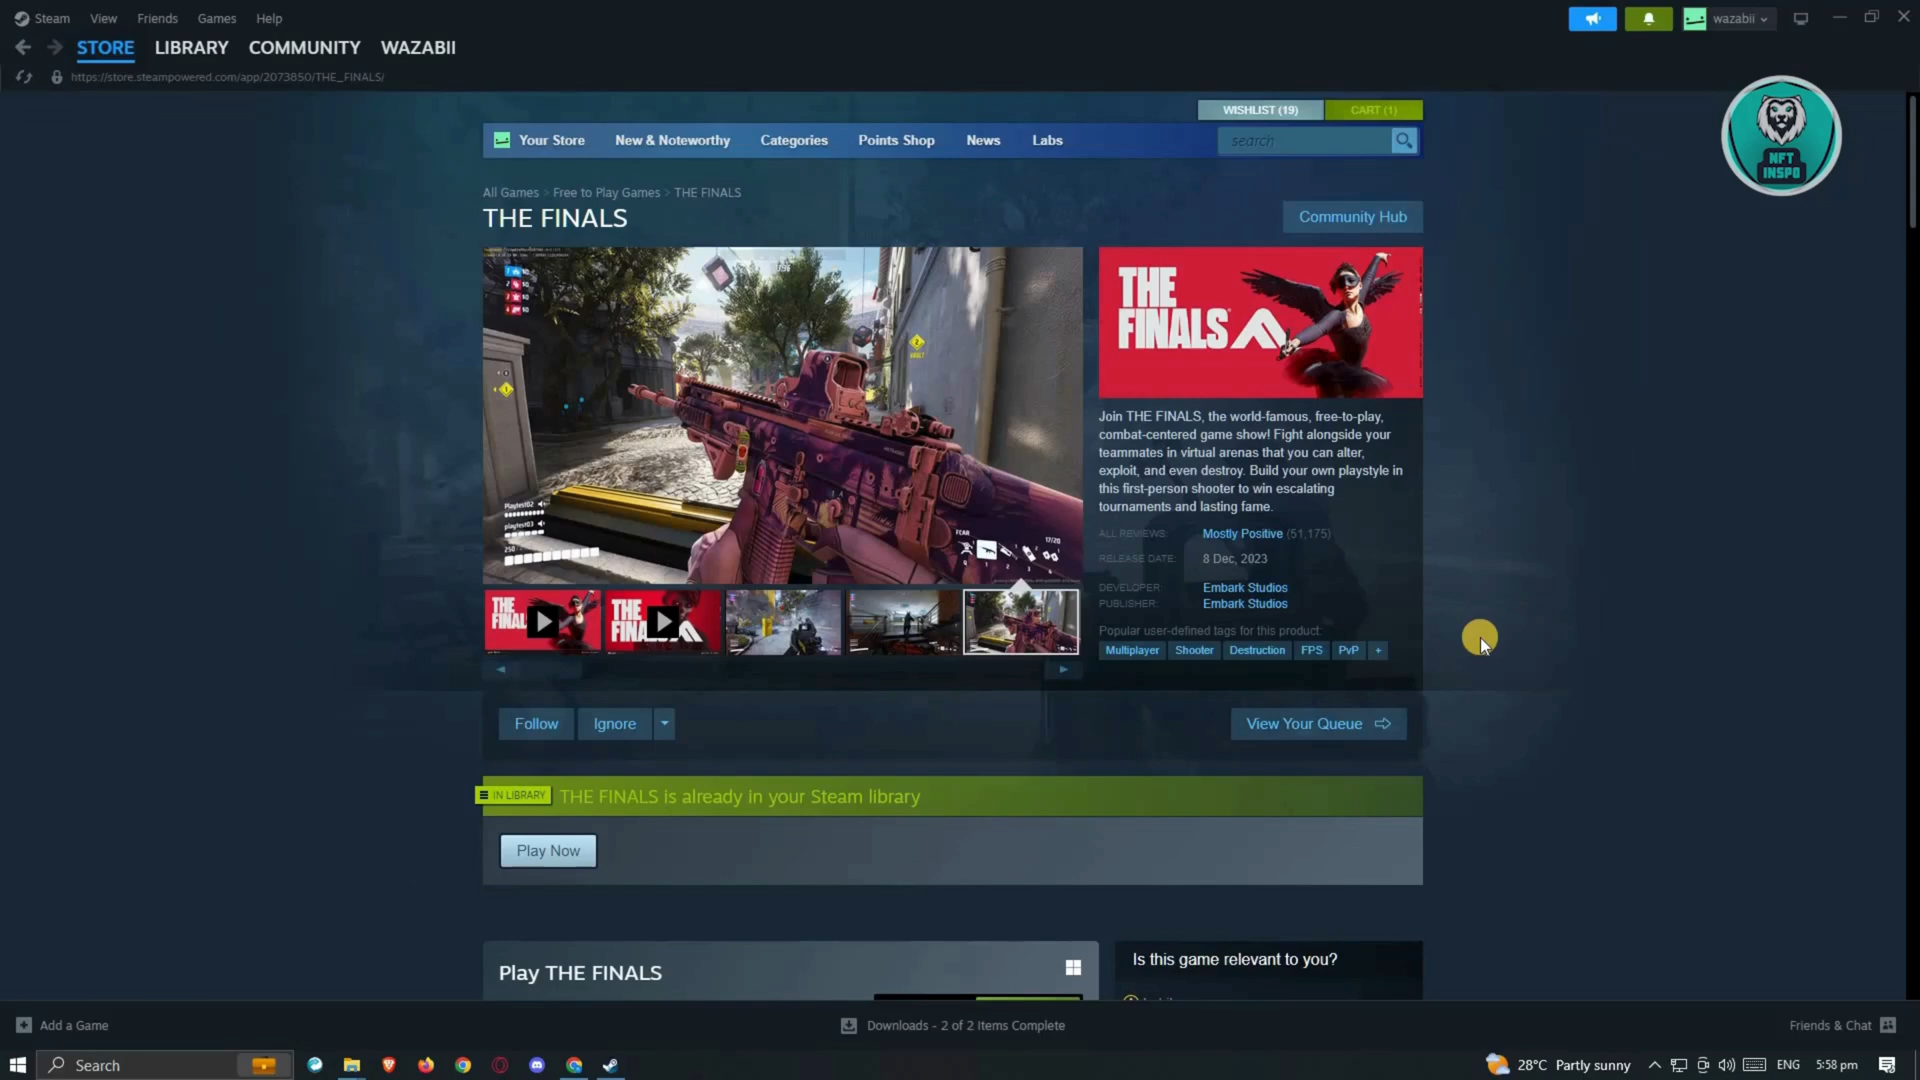 Steam View Friends Games Help
wazabii
STORE LIBRARY COMMUNITY WAZABII
https://store.steampowered.com/app/2073850/THE_FINALS/
WISHLIST (19) CART (1)
Your Store New & Noteworthy Categories Points Shop News Labs search
NFT
INSPO
All Games > Free to Play Games > THE FINALS
THE FINALS
Community Hub
THE
FINALS
VAULT
Playtest02
playtest03
250
FEAR
17/20
Join THE FINALS, the world-famous, free-to-play,
combat-centered game show! Fight alongside your
teammates in virtual arenas that you can alter,
exploit, and even destroy. Build your own playstyle in
this first-person shooter to win escalating
tournaments and lasting fame.
ALL REVIEWS: Mostly Positive (51,175)
RELEASE DATE: 8 Dec, 2023
DEVELOPER: Embark Studios
PUBLISHER: Embark Studios
Popular user-defined tags for this product:
Multiplayer Shooter Destruction FPS PvP +
Follow Ignore
View Your Queue
IN LIBRARY THE FINALS is already in your Steam library
Play Now
Play THE FINALS
Is this game relevant to you?
Add a Game
Downloads - 2 of 2 Items Complete
Friends & Chat
Search
28°C Partly sunny ENG 5:58 pm